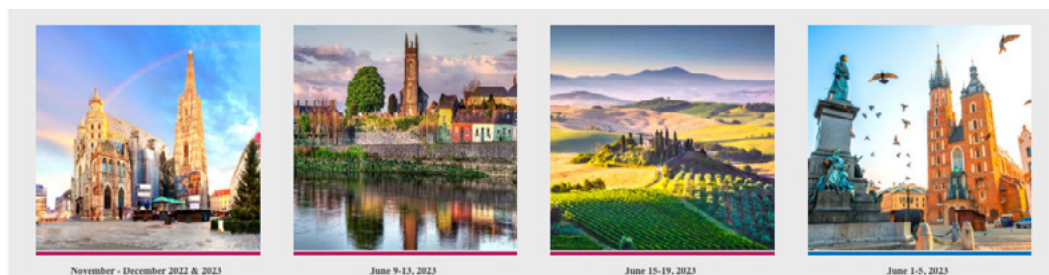 November - December 2022 & 2023
June 9-13, 2023
June 15-19, 2023
June 1-5, 2023